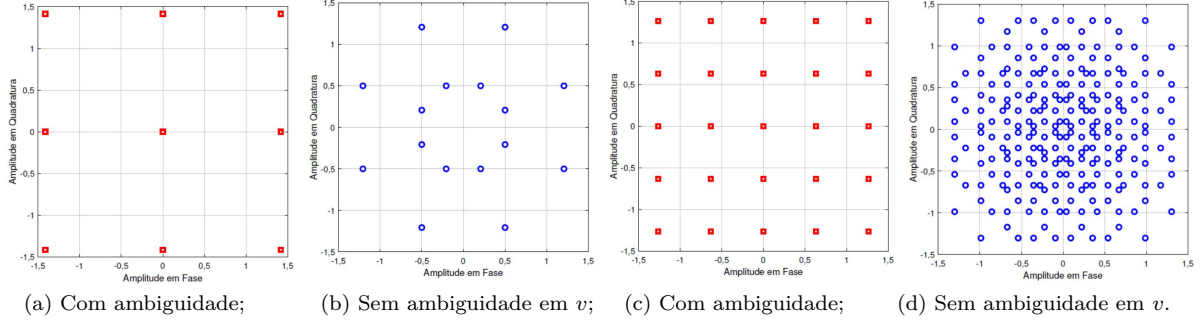 1,5
1
0,5
0
-0,5
-1
-1,5
-1,5 -1 -0,5 0 0,5 1 1,5
Amplitude em Quadratura
Amplitude em Fase
(a) Com ambiguidade;
1,5
1
0,5
0
-0,5
-1
-1,5
-1,5 -1 -0,5 0 0,5 1 1,5
Amplitude em Quadratura
Amplitude em Fase
(b) Sem ambiguidade em v;
1,5
1
0,5
0
-0,5
-1
-1,5
-1,5 -1 -0,5 0 0,5 1 1,5
Amplitude em Quadratura
Amplitude em Fase
(c) Com ambiguidade;
1,5
1
0,5
0
-0,5
-1
-1,5
-1,5 -1 -0,5 0 0,5 1 1,5
Amplitude em Quadratura
Amplitude em Fase
(d) Sem ambiguidade em v.